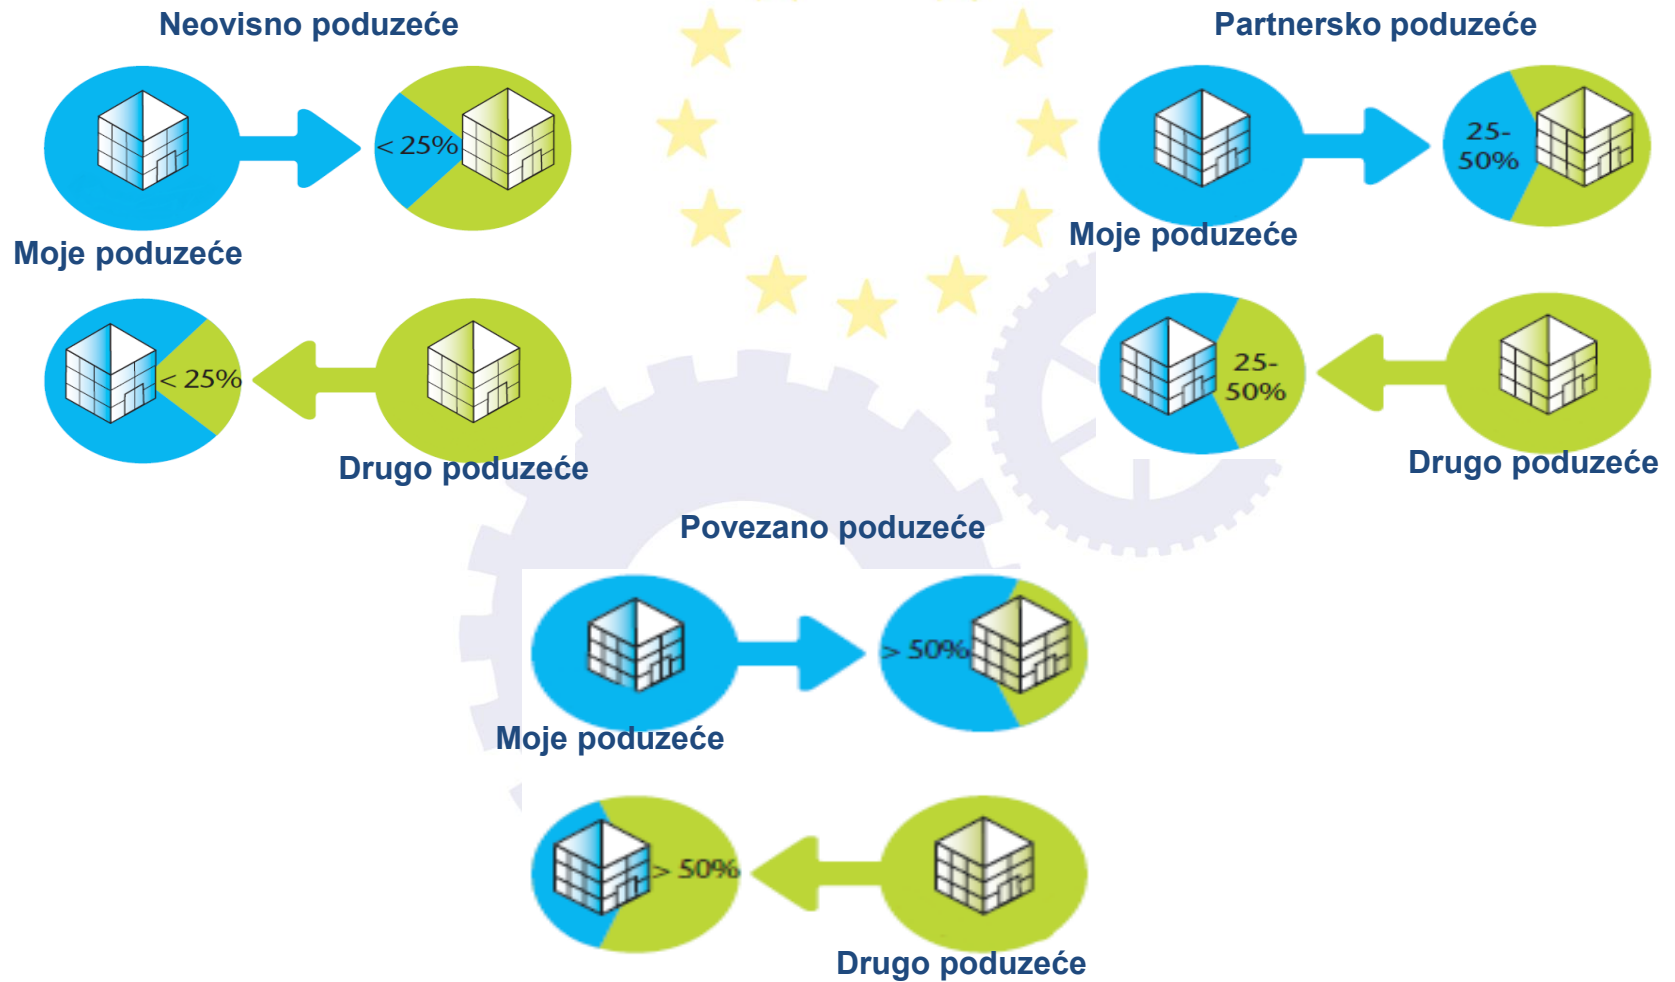 Neovisno poduzeće
< 25%
Moje poduzeće
< 25%
Drugo poduzeće
Partnersko poduzeće
25-
50%
Moje poduzeće
25-
50%
Drugo poduzeće
Povezano poduzeće
> 50%
Moje poduzeće
> 50%
Drugo poduzeće